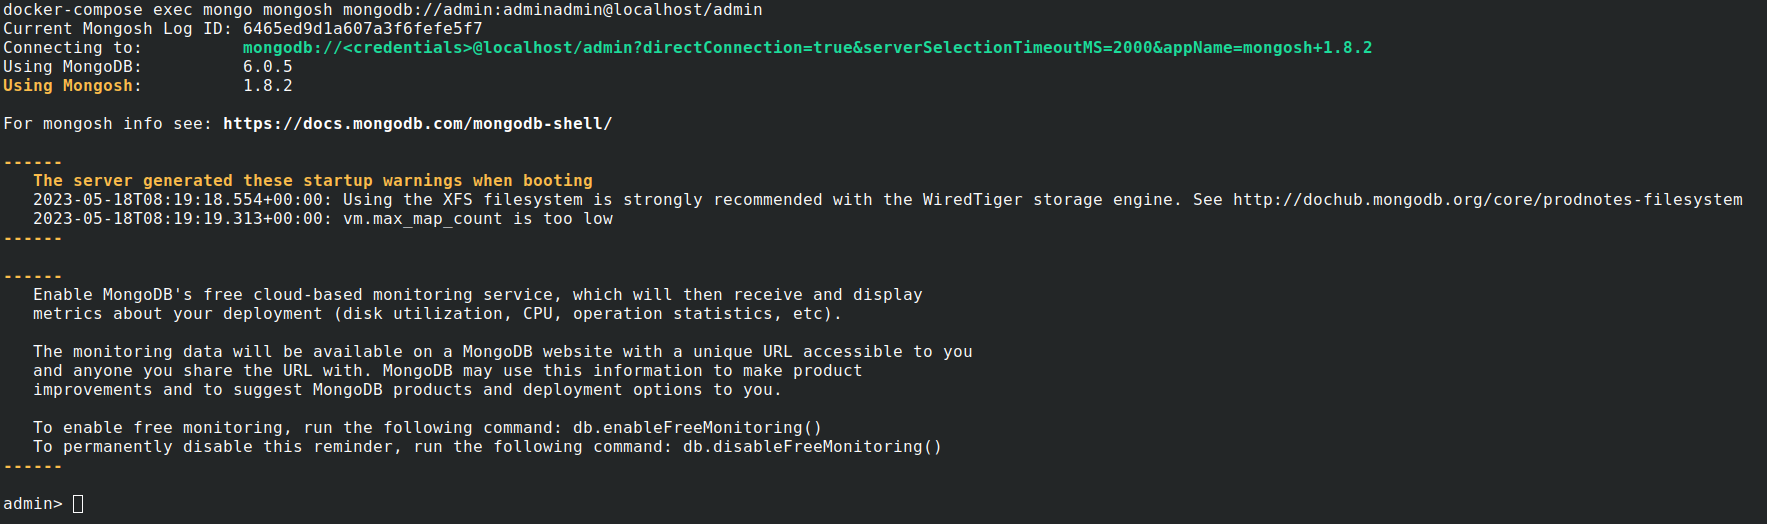 docker-compose exec mongo mongosh mongodb://admin:adminadmin@localhost/admin
Current Mongosh Log ID: 6465ed9d1a607a3f6fefe5f7
Connecting to:          mongodb://<credentials>@localhost/admin?directConnection=true&serverSelectionTimeoutMS=2000&appName=mongosh+1.8.2
Using MongoDB:          6.0.5
Using Mongosh:          1.8.2
For mongosh info see: https://docs.mongodb.com/mongodb-shell/
------
   The server generated these startup warnings when booting
   2023-05-18T08:19:18.554+00:00: Using the XFS filesystem is strongly recommended with the WiredTiger storage engine. See http://dochub.mongodb.org/core/prodnotes-filesystem
   2023-05-18T08:19:19.313+00:00: vm.max_map_count is too low
------
------
   Enable MongoDB's free cloud-based monitoring service, which will then receive and display
   metrics about your deployment (disk utilization, CPU, operation statistics, etc).
   The monitoring data will be available on a MongoDB website with a unique URL accessible to you
   and anyone you share the URL with. MongoDB may use this information to make product
   improvements and to suggest MongoDB products and deployment options to you.
   To enable free monitoring, run the following command: db.enableFreeMonitoring()
   To permanently disable this reminder, run the following command: db.disableFreeMonitoring()
------
admin>